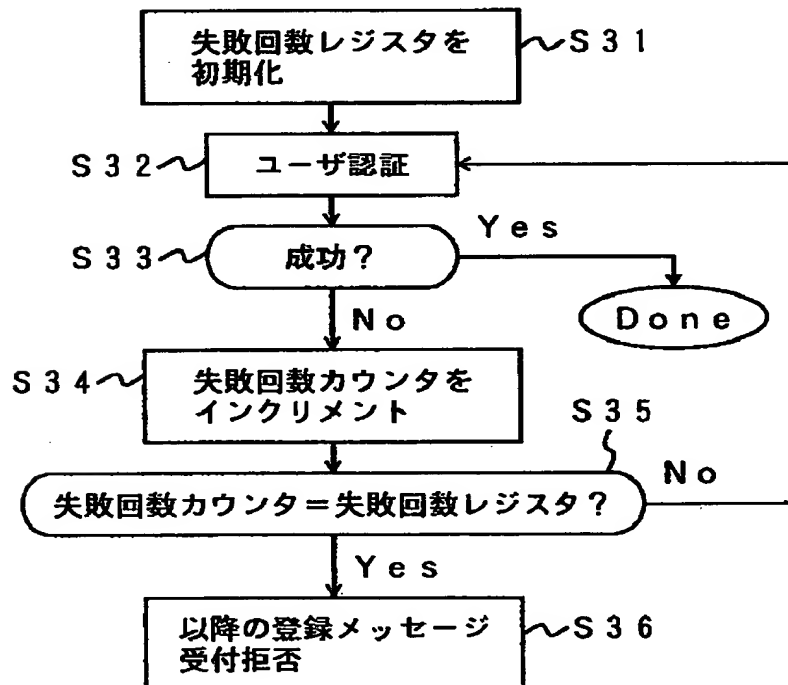 失敗回数レジスタを
初期化
S31
S32
ユーザ認証
S33
成功?
Yes
Done
No
S34
失敗回数カウンタを
インクリメント
S35
失敗回数カウンタ=失敗回数レジスタ?
No
Yes
以降の登録メッセージ
受付拒否
S36